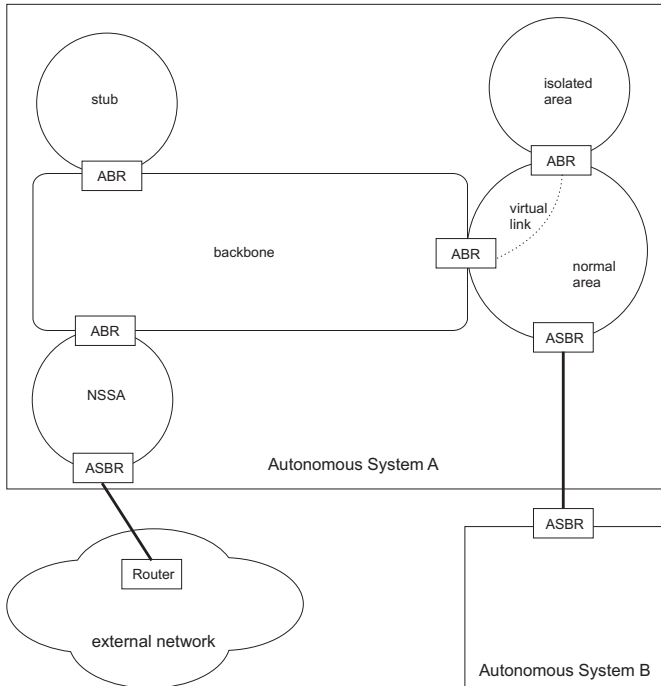 stub
isolated
area
ABR
ABR
virtual
link
backbone
ABR
normal
area
ABR
ASBR
NSSA
ASBR
Autonomous System A
ASBR
Router
external network
Autonomous System B